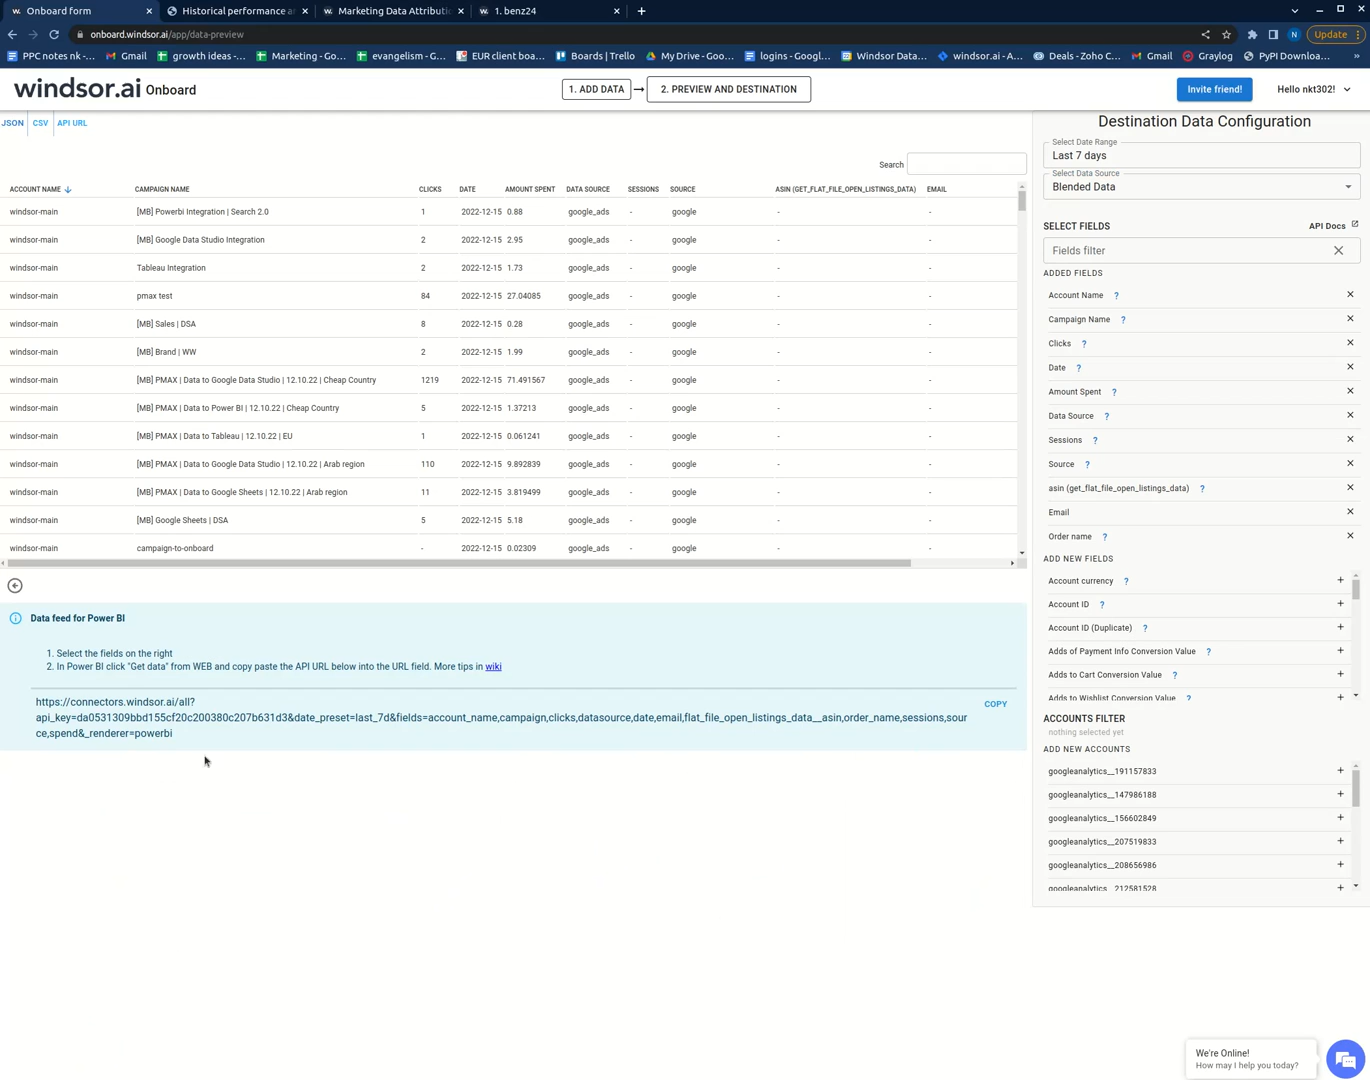 Onboard form
Historical performance a
Marketing Data Attributi
1. benz24
onboard.windsor.ai/app/data-preview
N
Update
PPC notes nk -...
Gmail
growth ideas -...
Marketing - Go...
evangelism - G...
EUR client boa...
Boards | Trello
My Drive - Goo...
logins - Googl...
Windsor Data...
windsor.ai - A...
Deals - Zoho C...
Gmail
Graylog
PyPI Downloa...
windsor.ai Onboard
1. ADD DATA
2. PREVIEW AND DESTINATION
Invite friend!
Hello nkt302!
JSON
CSV
API URL
Search
ACCOUNT NAME CAMPAIGN NAME CLICKS DATE AMOUNT SPENT DATA SOURCE SESSIONS SOURCE ASIN (GET_FLAT_FILE_OPEN_LISTINGS_DATA) EMAIL
windsor-main [MB] Powerbi Integration | Search 2.0 1 2022-12-15 0.88 google_ads - google - -
windsor-main [MB] Google Data Studio Integration 2 2022-12-15 2.95 google_ads - google - -
windsor-main Tableau Integration 2 2022-12-15 1.73 google_ads - google - -
windsor-main pmax test 84 2022-12-15 27.04085 google_ads - google - -
windsor-main [MB] Sales | DSA 8 2022-12-15 0.28 google_ads - google - -
windsor-main [MB] Brand | WW 2 2022-12-15 1.99 google_ads - google - -
windsor-main [MB] PMAX | Data to Google Data Studio | 12.10.22 | Cheap Country 1219 2022-12-15 71.491567 google_ads - google - -
windsor-main [MB] PMAX | Data to Power BI | 12.10.22 | Cheap Country 5 2022-12-15 1.37213 google_ads - google - -
windsor-main [MB] PMAX | Data to Tableau | 12.10.22 | EU 1 2022-12-15 0.061241 google_ads - google - -
windsor-main [MB] PMAX | Data to Google Data Studio | 12.10.22 | Arab region 110 2022-12-15 9.892839 google_ads - google - -
windsor-main [MB] PMAX | Data to Google Sheets | 12.10.22 | Arab region 11 2022-12-15 3.819499 google_ads - google - -
windsor-main [MB] Google Sheets | DSA 5 2022-12-15 5.18 google_ads - google - -
windsor-main campaign-to-onboard - 2022-12-15 0.02309 google_ads - google - -
Data feed for Power BI
1. Select the fields on the right
2. In Power BI click "Get data" from WEB and copy paste the API URL below into the URL field. More tips in wiki
https://connectors.windsor.ai/all?
api_key=da0531309bbd155cf20c200380c207b631d3&date_preset=last_7d&fields=account_name,campaign,clicks,datasource,date,email,flat_file_open_listings_data__asin,order_name,sessions,sour
ce,spend&_renderer=powerbi
COPY
Destination Data Configuration
Select Date Range
Last 7 days
Select Data Source
Blended Data
SELECT FIELDS
API Docs
Fields filter
ADDED FIELDS
Account Name ?
Campaign Name ?
Clicks ?
Date ?
Amount Spent ?
Data Source ?
Sessions ?
Source ?
asin (get_flat_file_open_listings_data) ?
Email
Order name ?
ADD NEW FIELDS
Account currency ? +
Account ID ? +
Account ID (Duplicate) ? +
Adds of Payment Info Conversion Value ? +
Adds to Cart Conversion Value ? +
Adds to Wishlist Conversion Value ? +
ACCOUNTS FILTER
nothing selected yet
ADD NEW ACCOUNTS
googleanalytics__191157833 +
googleanalytics__147986188 +
googleanalytics__156602849 +
googleanalytics__207519833 +
googleanalytics__208656986 +
googleanalytics__212581528 +
We're Online!
How may I help you today?